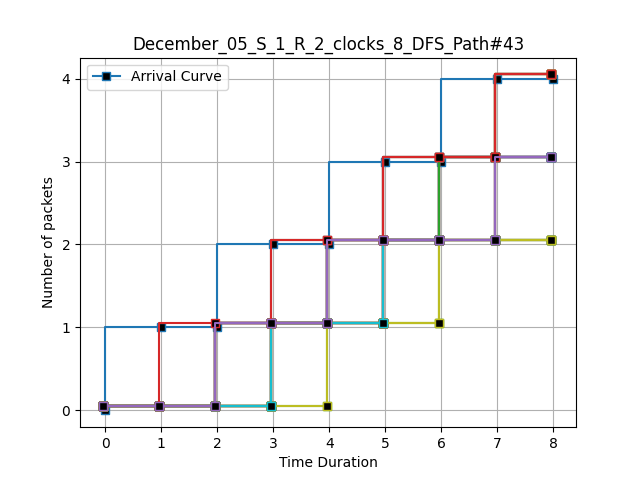 December_05_S_1_R_2_clocks_8_DFS_Path#43
Arrival Curve
Number of packets
4
3
2
1
0
0 1 2 3 4 5 6 7 8
Time Duration